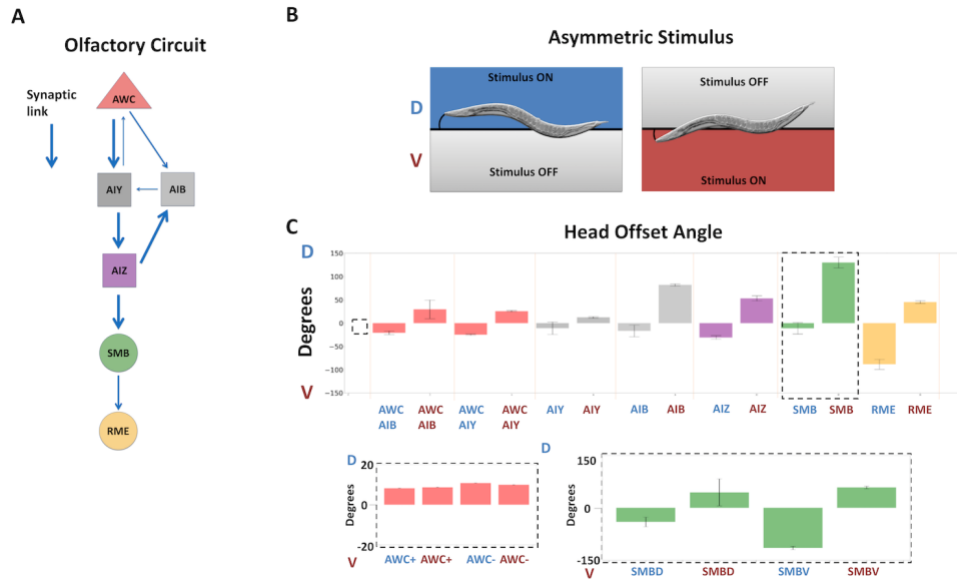 A
Olfactory Circuit
Synaptic
link
AWC
AIY
AIB
AIZ
SMB
RME
B
Asymmetric Stimulus
D
V
Stimulus ON
Stimulus OFF
Stimulus OFF
Stimulus ON
C
Head Offset Angle
D
Degrees
V
150
100
50
0
−50
−100
−150
AWC AWC AWC AWC AIY AIY AIB AIB AIZ AIZ SMB SMB RME RME
AIB AIB AIY AIY
D
20
0
-20
Degrees
V
AWC+ AWC+ AWC- AWC-
D
150
0
-150
Degrees
V
SMBD SMBD SMBV SMBV